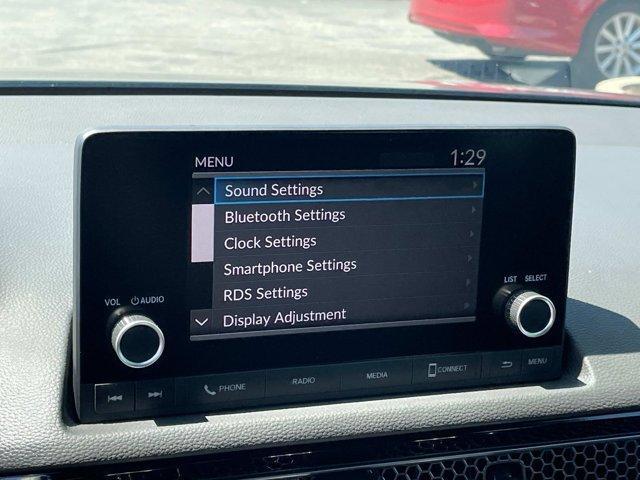 MENU 1:29
Sound Settings
Bluetooth Settings
Clock Settings
Smartphone Settings
RDS Settings
Display Adjustment
VOL AUDIO
LIST SELECT
PHONE RADIO MEDIA CONNECT MENU